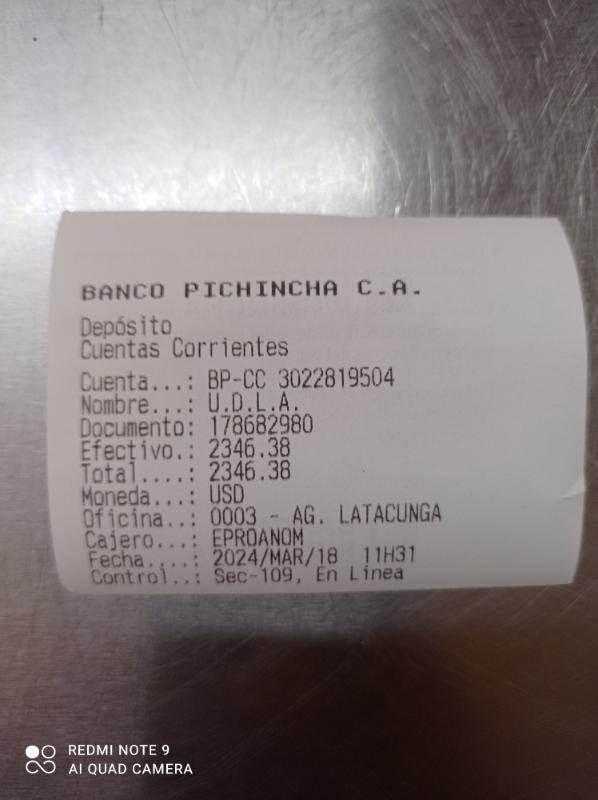 BANCO PICHINCHA C.A.
Depósito
Cuentas Corrientes
Cuenta...: BP-CC 3022819504
Nombre...: U.D.L.A.
Documento: 178682980
Efectivo.: 2346.38
Total....: 2346.38
Moneda...: USD
Oficina..: 0003 - AG. LATACUNGA
Cajero...: EPROANOM
Fecha....: 2024/MAR/18 11H31
Control..: Sec-109, En Linea
REDMI NOTE 9
AI QUAD CAMERA